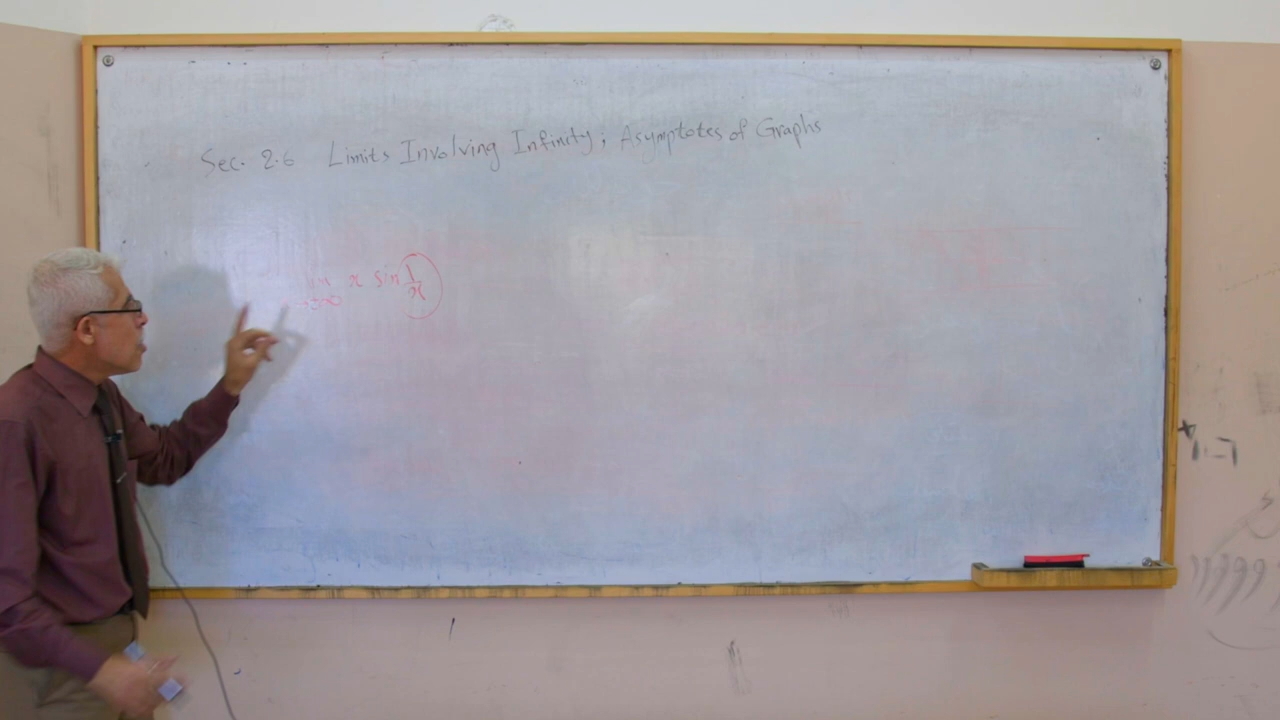 Sec. 2.6 Limits Involving Infinity ; Asymptotes of Graphs
lim x sin 1/x